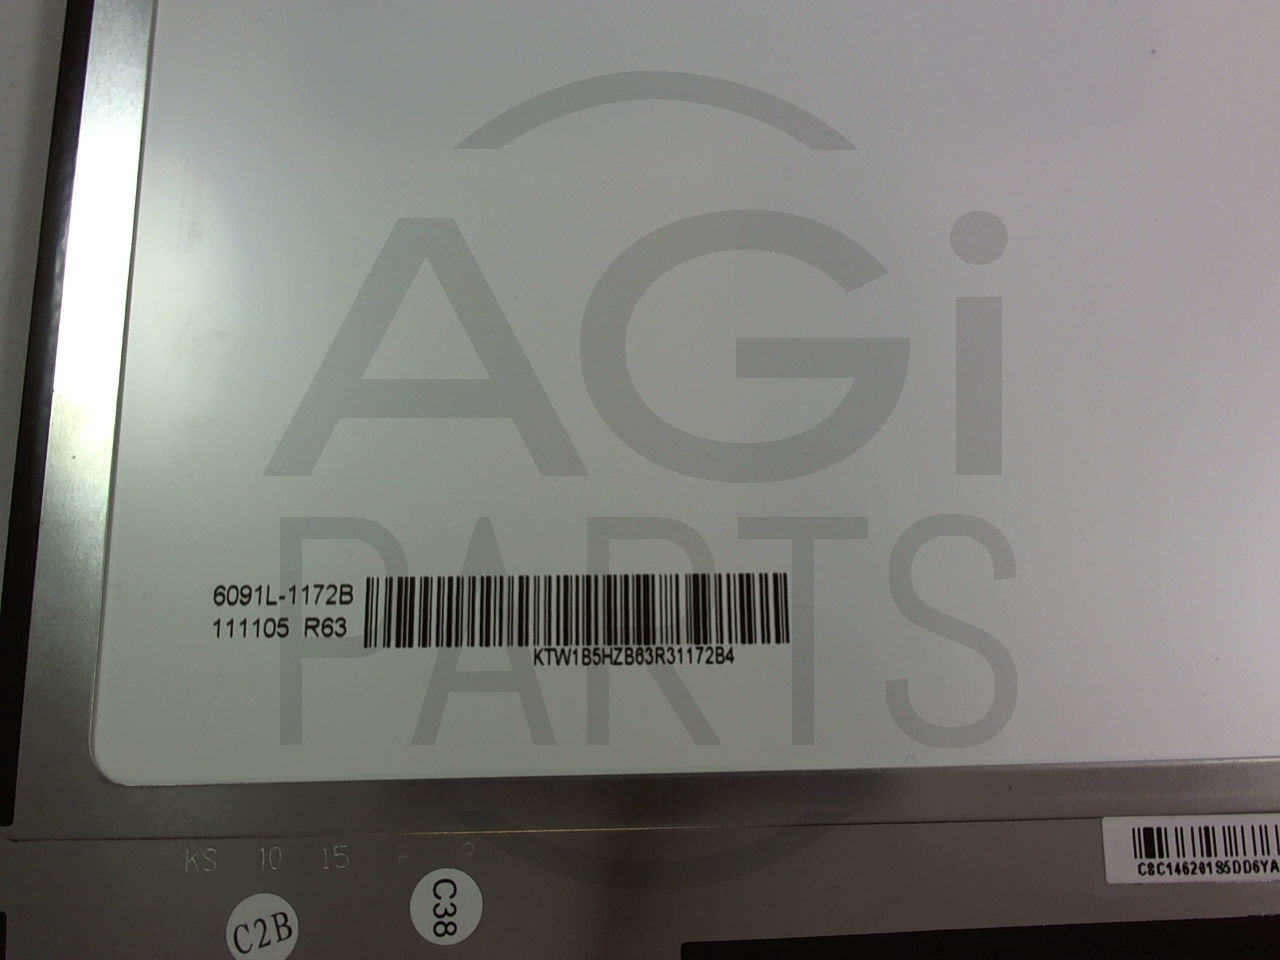 AGi
PARTS
6091L-1172B
111105 R63
KTW1B5HZB63R31172B4
C8C14620185DD6YA
KS 10 15
C2B
C38